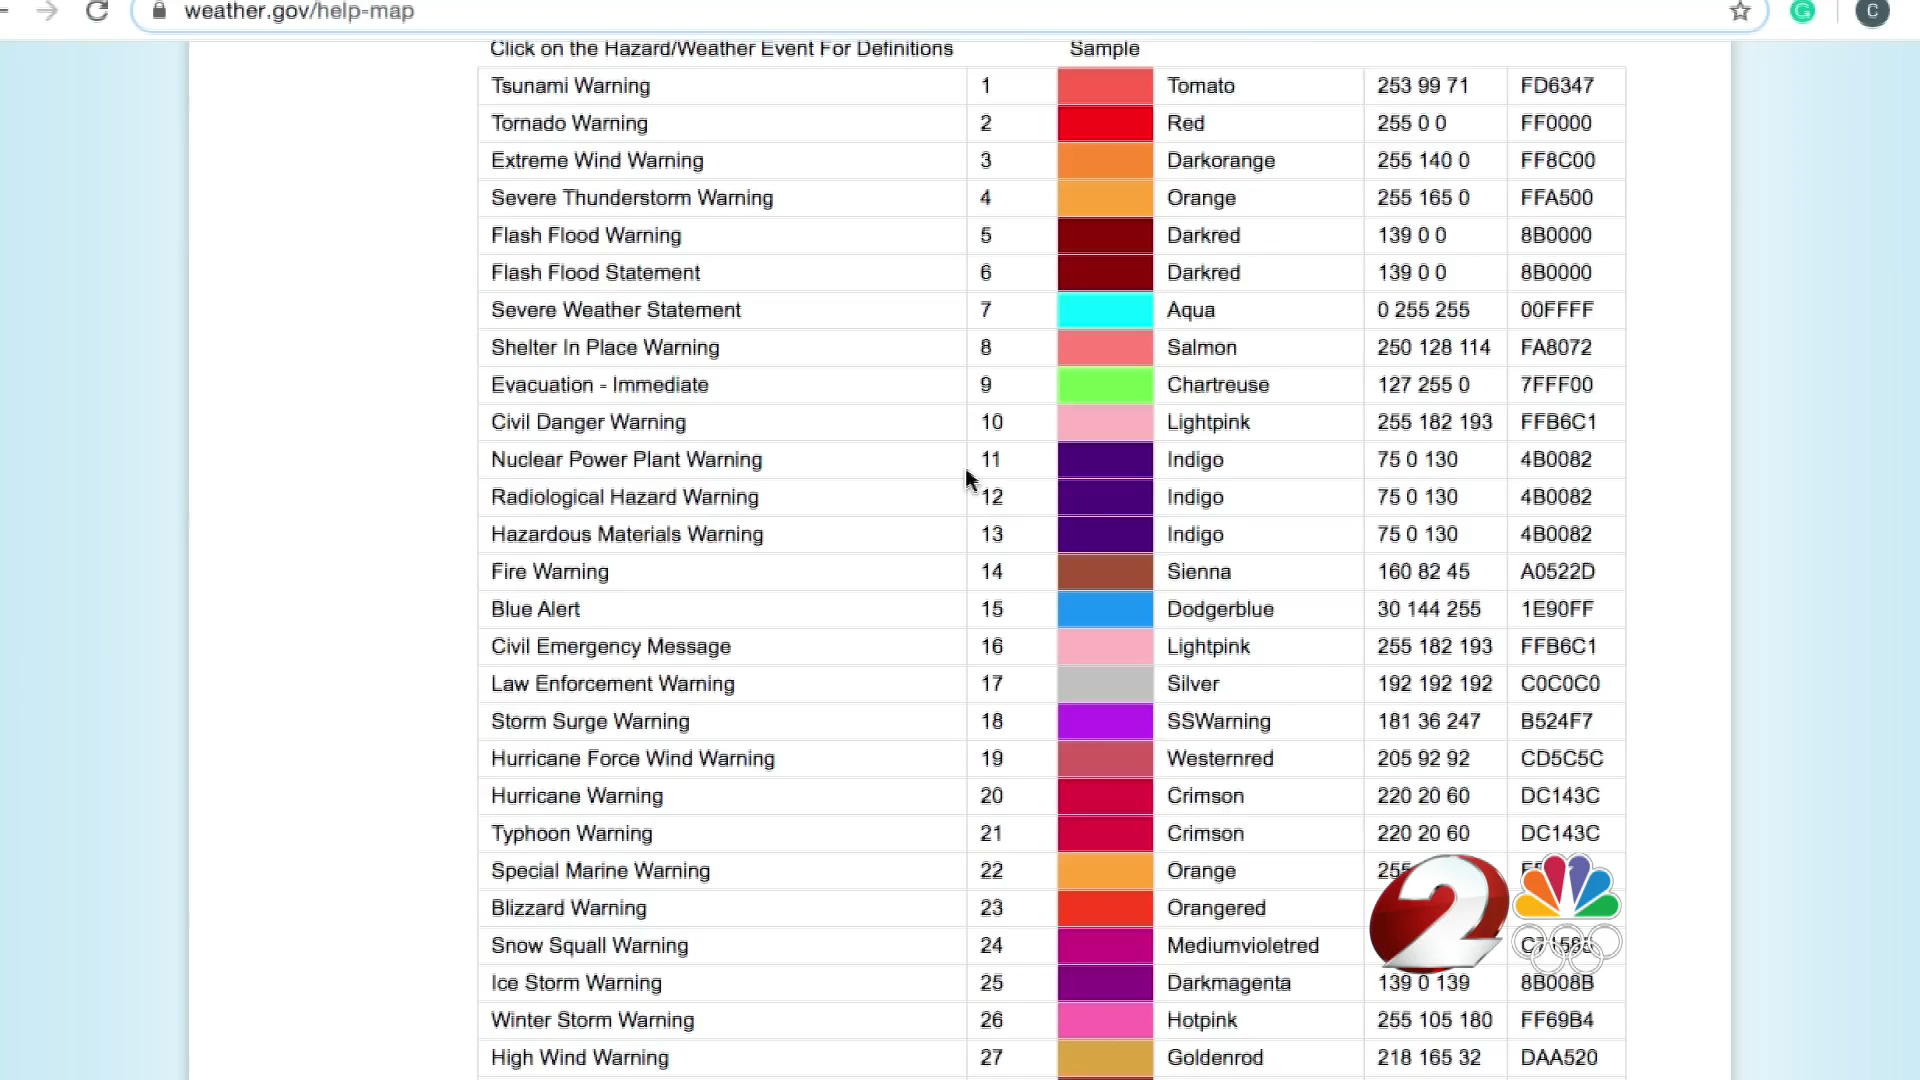 weather.gov/help-map
C
Click on the Hazard/Weather Event For Definitions Sample
Tsunami Warning 1 Tomato 253 99 71 FD6347
Tornado Warning 2 Red 255 0 0 FF0000
Extreme Wind Warning 3 Darkorange 255 140 0 FF8C00
Severe Thunderstorm Warning 4 Orange 255 165 0 FFA500
Flash Flood Warning 5 Darkred 139 0 0 8B0000
Flash Flood Statement 6 Darkred 139 0 0 8B0000
Severe Weather Statement 7 Aqua 0 255 255 00FFFF
Shelter In Place Warning 8 Salmon 250 128 114 FA8072
Evacuation - Immediate 9 Chartreuse 127 255 0 7FFF00
Civil Danger Warning 10 Lightpink 255 182 193 FFB6C1
Nuclear Power Plant Warning 11 Indigo 75 0 130 4B0082
Radiological Hazard Warning 12 Indigo 75 0 130 4B0082
Hazardous Materials Warning 13 Indigo 75 0 130 4B0082
Fire Warning 14 Sienna 160 82 45 A0522D
Blue Alert 15 Dodgerblue 30 144 255 1E90FF
Civil Emergency Message 16 Lightpink 255 182 193 FFB6C1
Law Enforcement Warning 17 Silver 192 192 192 C0C0C0
Storm Surge Warning 18 SSWarning 181 36 247 B524F7
Hurricane Force Wind Warning 19 Westernred 205 92 92 CD5C5C
Hurricane Warning 20 Crimson 220 20 60 DC143C
Typhoon Warning 21 Crimson 220 20 60 DC143C
Special Marine Warning 22 Orange
Blizzard Warning 23 Orangered
2
Snow Squall Warning 24 Mediumvioletred
Ice Storm Warning 25 Darkmagenta 139 0 139 8B008B
Winter Storm Warning 26 Hotpink 255 105 180 FF69B4
High Wind Warning 27 Goldenrod 218 165 32 DAA520